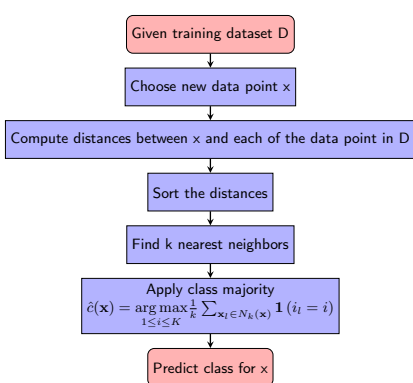 Given training dataset D
Choose new data point x
Compute distances between x and each of the data point in D
Sort the distances
Find k nearest neighbors
Apply class majority
ĉ(𝐱) = arg max 1/k ∑_{𝐱_l∈N_k(𝐱)} 𝟏 (i_l = i)
1≤i≤K
Predict class for x